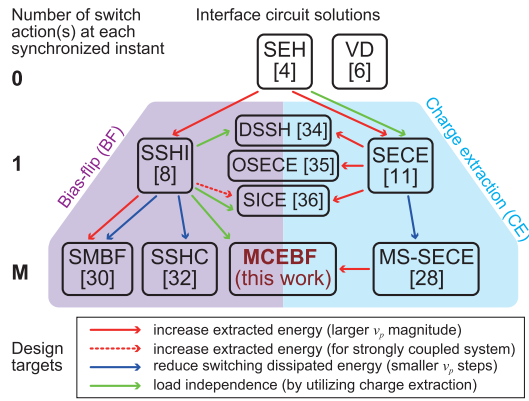 Number of switch
action(s) at each
synchronized instant
Interface circuit solutions
0
SEH
[4]
VD
[6]
Bias-flip (BF)
Charge extraction (CE)
1
SSHI
[8]
DSSH [34]
OSECE [35]
SICE [36]
SECE
[11]
M
SMBF
[30]
SSHC
[32]
MCEBF
(this work)
MS-SECE
[28]
Design
targets
increase extracted energy (larger vp magnitude)
increase extracted energy (for strongly coupled system)
reduce switching dissipated energy (smaller vp steps)
load independence (by utilizing charge extraction)